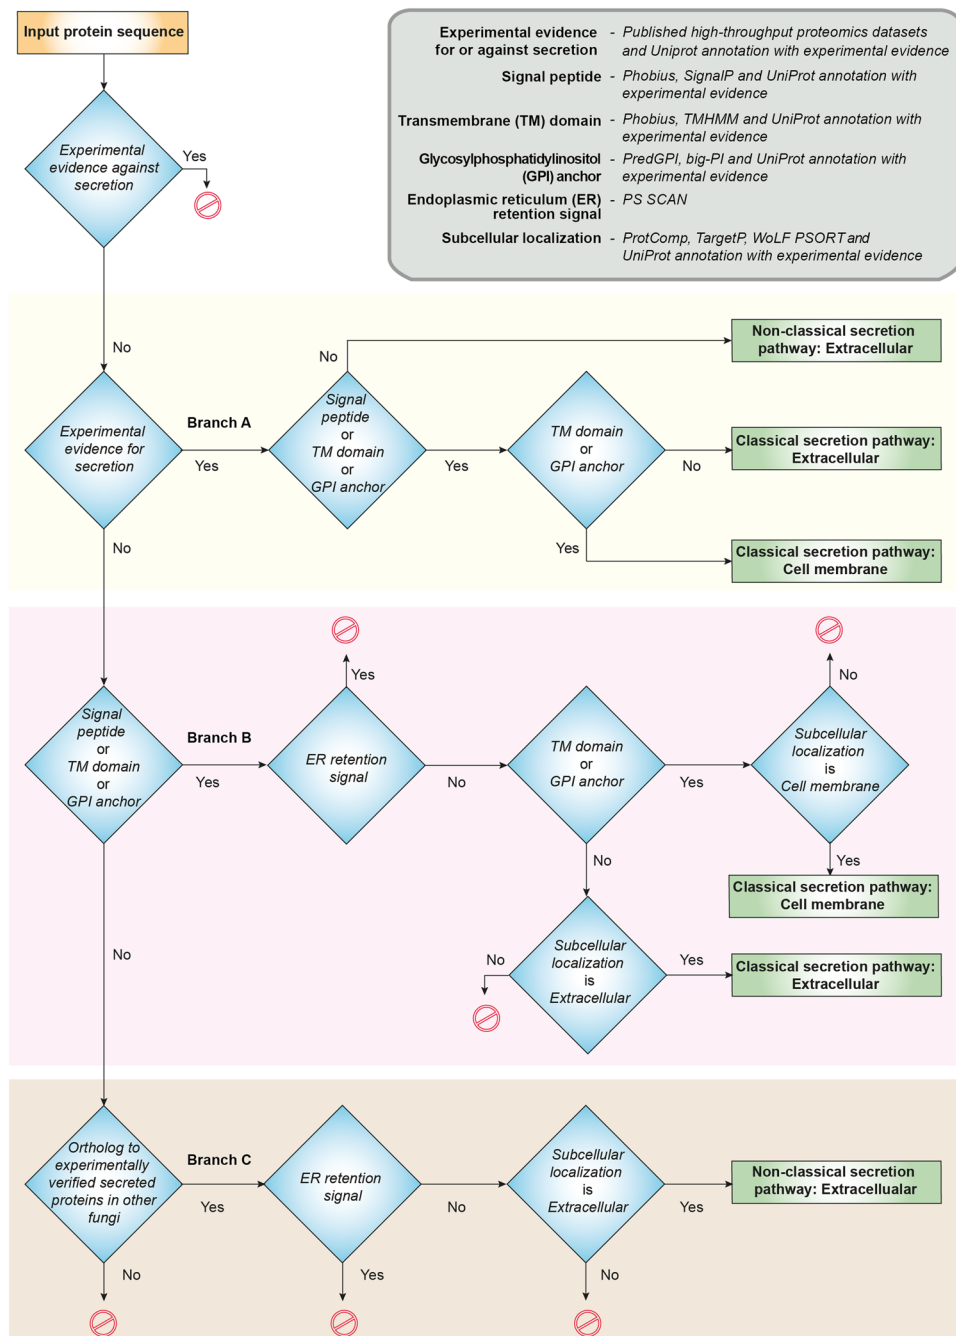 Input protein sequence
Experimental evidence
for or against secretion
- Published high-throughput proteomics datasets
and Uniprot annotation with experimental evidence
Signal peptide
- Phobius, SignalP and UniProt annotation with
experimental evidence
Transmembrane (TM) domain
- Phobius, TMHMM and UniProt annotation with
experimental evidence
Glycosylphosphatidylinositol
(GPI) anchor
- PredGPI, big-PI and UniProt annotation with
experimental evidence
Endoplasmic reticulum (ER)
retention signal
- PS SCAN
Subcellular localization
- ProtComp, TargetP, WoLF PSORT and
UniProt annotation with experimental evidence
Experimental
evidence against
secretion
Yes
No
Experimental
evidence for
secretion
Branch A
Yes
Signal
peptide
or
TM domain
or
GPI anchor
No
Non-classical secretion
pathway: Extracellular
Yes
TM domain
or
GPI anchor
No
Classical secretion pathway:
Extracellular
Yes
Classical secretion pathway:
Cell membrane
No
Signal
peptide
or
TM domain
or
GPI anchor
Branch B
Yes
ER retention
signal
Yes
No
TM domain
or
GPI anchor
Yes
Subcellular
localization
is
Cell membrane
No
Yes
Classical secretion pathway:
Cell membrane
No
Subcellular
localization
is
Extracellular
No
Yes
Classical secretion pathway:
Extracellular
No
Ortholog to
experimentally
verified secreted
proteins in other
fungi
Branch C
Yes
ER retention
signal
No
Subcellular
localization
is
Extracellular
Yes
Non-classical secretion
pathway: Extracellualar
No
Yes
No